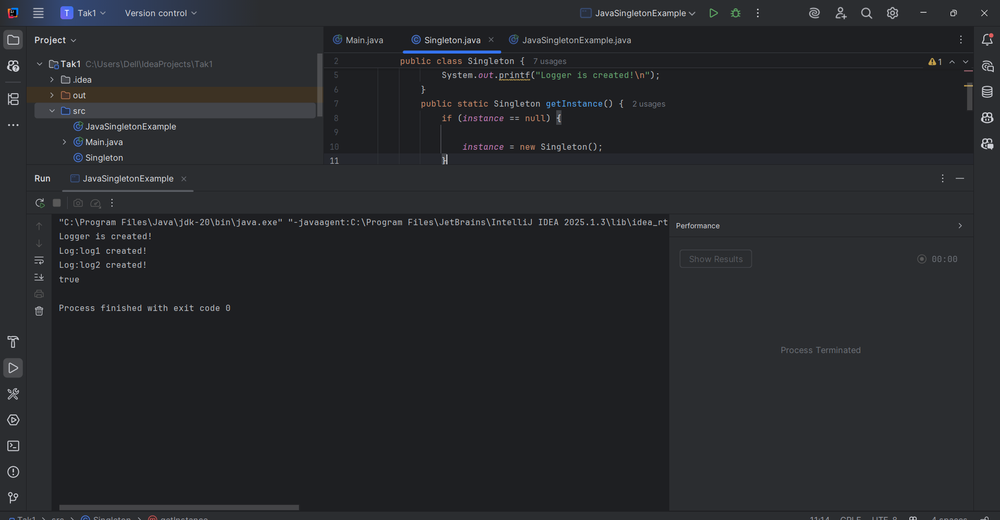 T Tak1 Version control JavaSingletonExample
Project
Main.java Singleton.java JavaSingletonExample.java
Tak1 C:\Users\Dell\IdeaProjects\Tak1
.idea
out
src
JavaSingletonExample
Main.java
Singleton
2 public class Singleton { 7 usages
1
5 System.out.printf("Logger is created!\n");
6 }
7 public static Singleton getInstance() { 2 usages
8 if (instance == null) {
9
10 instance = new Singleton();
11 }
Run JavaSingletonExample
"C:\Program Files\Java\jdk-20\bin\java.exe" "-javaagent:C:\Program Files\JetBrains\IntelliJ IDEA 2025.1.3\lib\idea_rt
Logger is created!
Log:log1 created!
Log:log2 created!
true
Process finished with exit code 0
Performance
Show Results 00:00
Process Terminated
Tak1 src Singleton getInstance 11:14 CRLF UTF-8 4 spaces